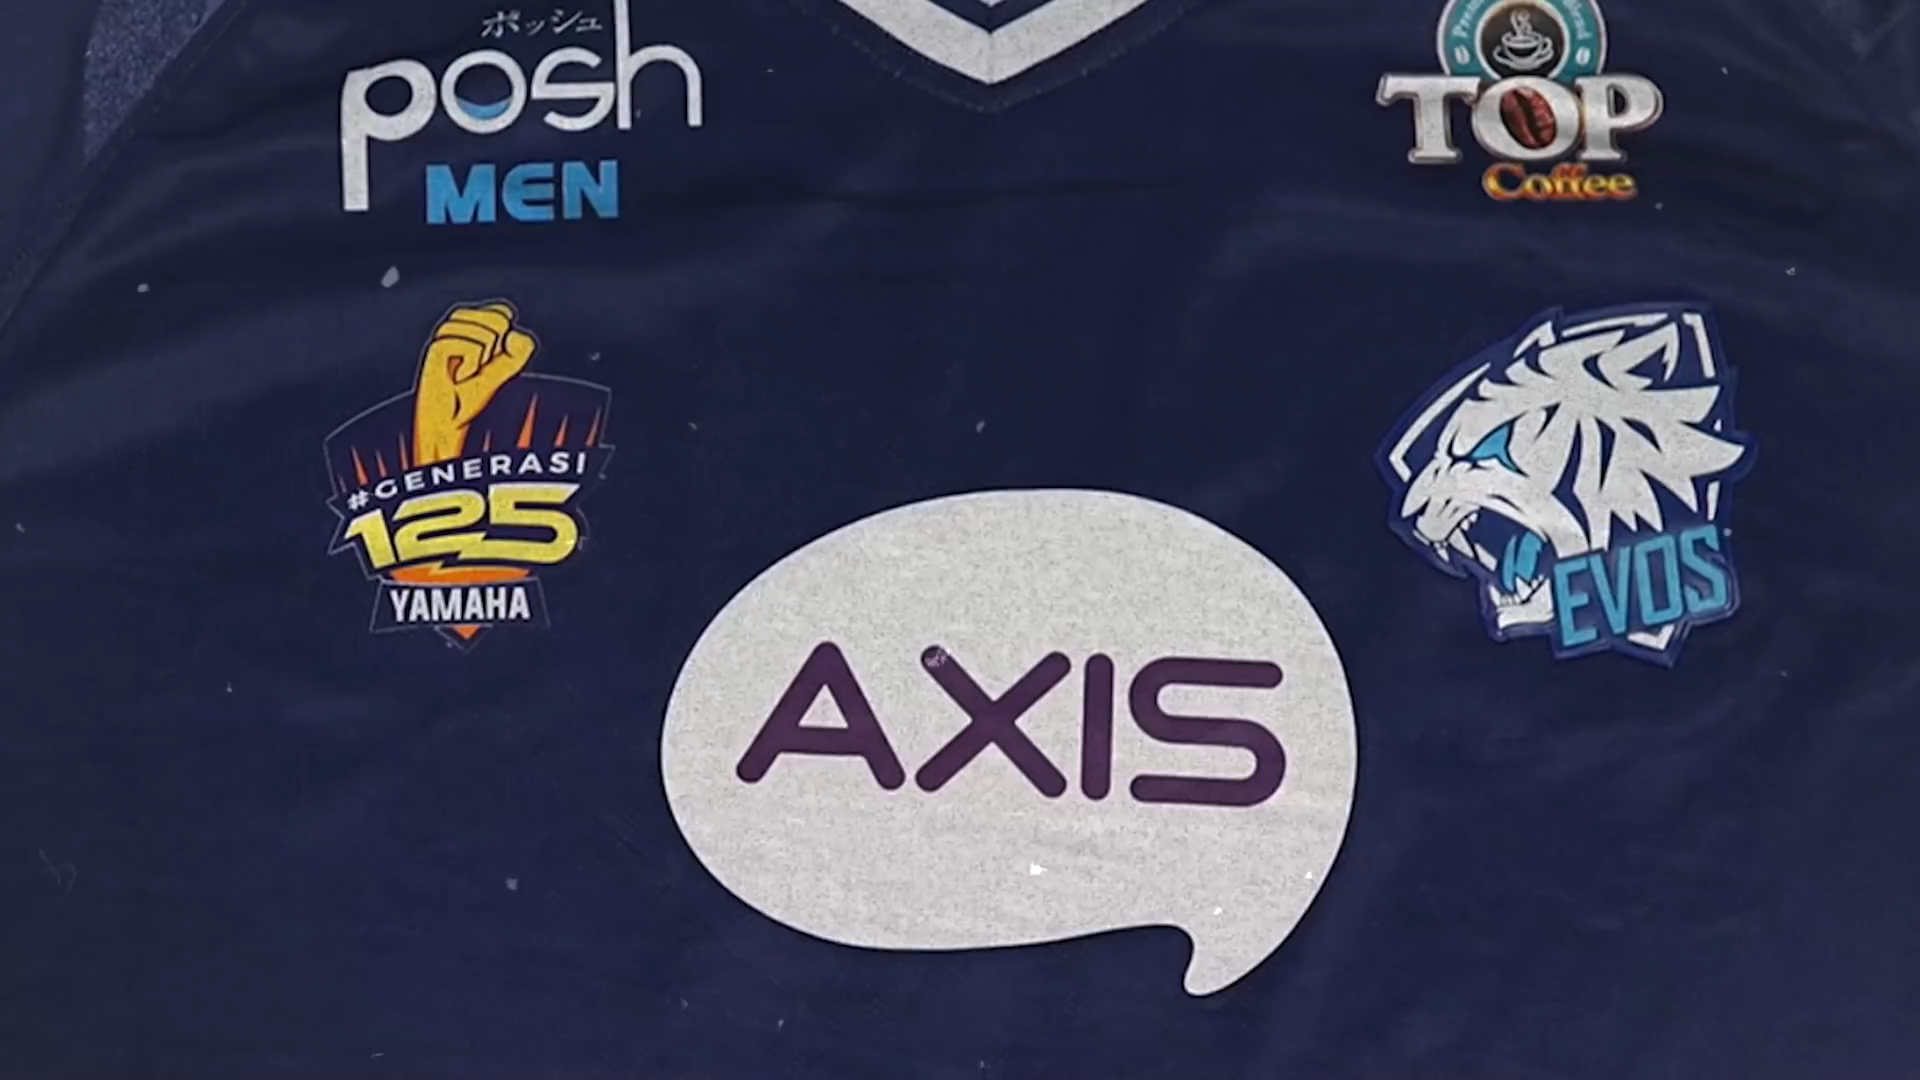 ポッシュ
posh
MEN
TOP
Coffee
#GENERASI
125
YAMAHA
EVOS
AXIS